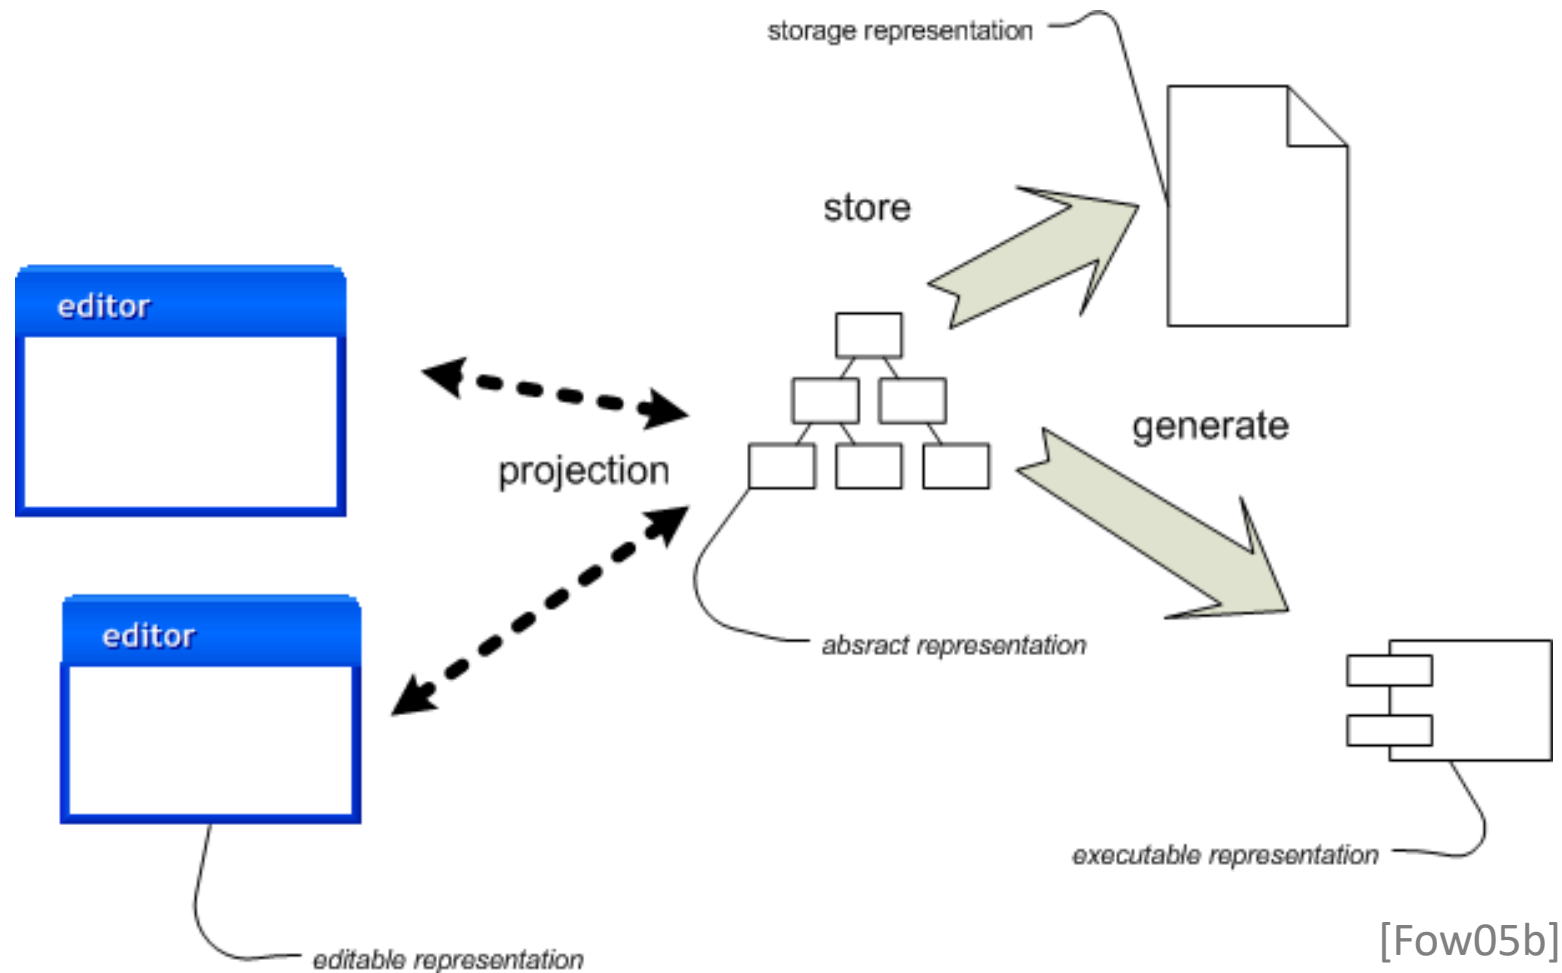 storage representation
store
editor
generate
projection
editor
absract representation
executable representation
[Fow05b]
editable representation